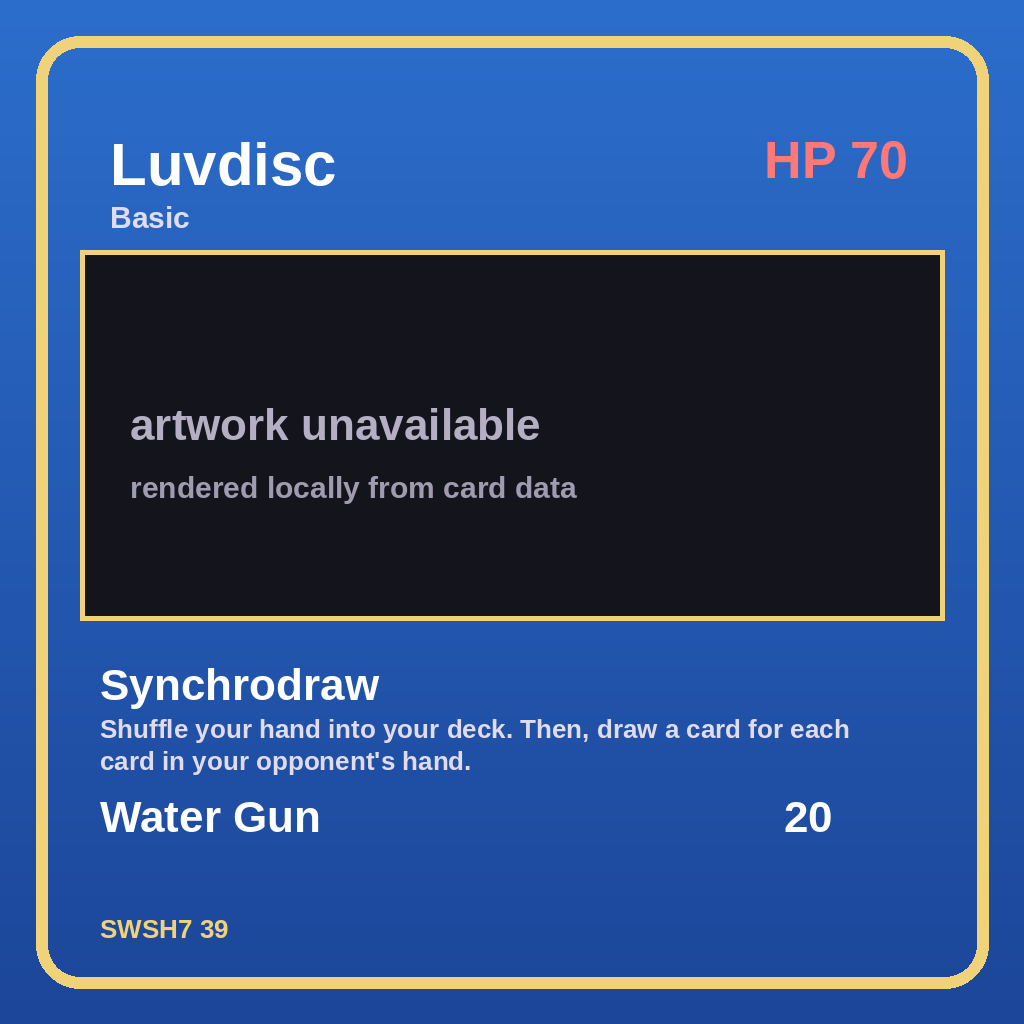 Luvdisc
HP 70
Basic
artwork unavailable
rendered locally from card data
Synchrodraw
Shuffle your hand into your deck. Then, draw a card for each
card in your opponent's hand.
Water Gun 20
SWSH7 39